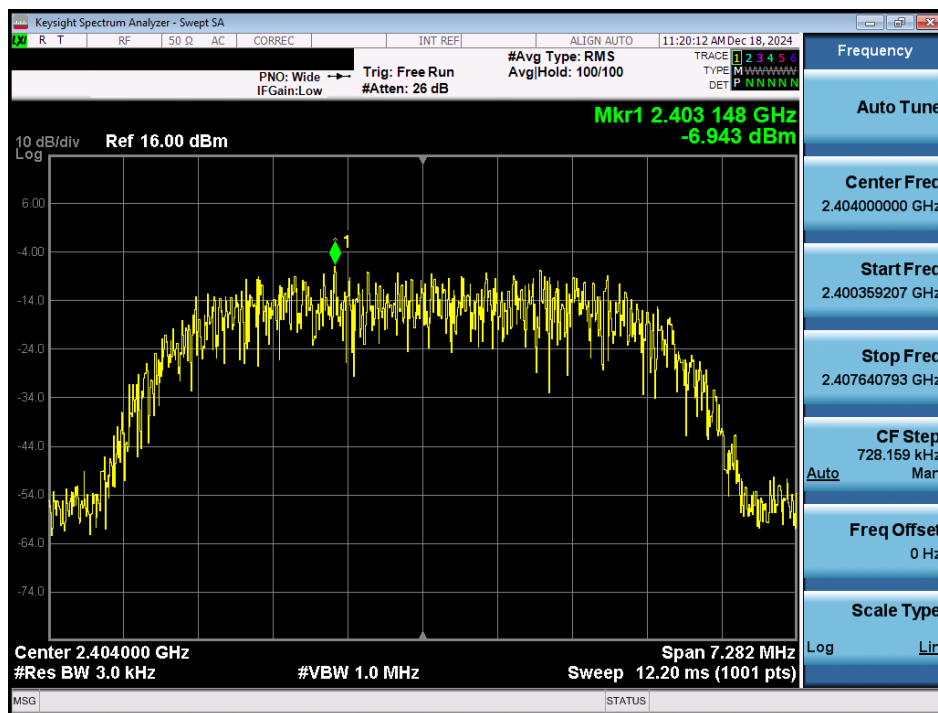 Keysight Spectrum Analyzer - Swept SA
LXI R T RF 50 Ω AC CORREC INT REF ALIGN AUTO 11:20:12 AM Dec 18, 2024
PNO: Wide
IFGain:Low
Trig: Free Run
#Atten: 26 dB
#Avg Type: RMS
Avg|Hold: 100/100
TRACE 1 2 3 4 5 6
TYPE M W W W W W
DET P N N N N N
Mkr1 2.403 148 GHz
-6.943 dBm
10 dB/div Ref 16.00 dBm
Log
1
6.00
-4.00
-14.0
-24.0
-34.0
-44.0
-54.0
-64.0
-74.0
Center 2.404000 GHz Span 7.282 MHz
#Res BW 3.0 kHz #VBW 1.0 MHz Sweep 12.20 ms (1001 pts)
MSG STATUS
Frequency
Auto Tune
Center Freq
2.404000000 GHz
Start Freq
2.400359207 GHz
Stop Freq
2.407640793 GHz
CF Step
728.159 kHz
Auto Man
Freq Offset
0 Hz
Scale Type
Log Lin